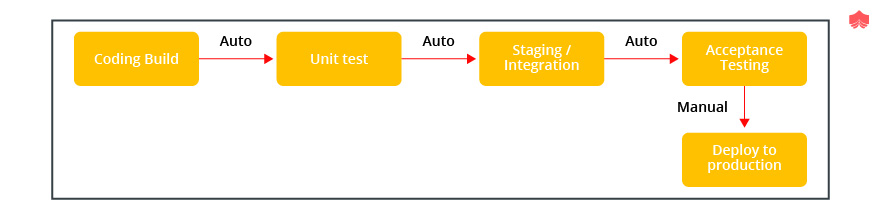 Auto
Auto
Auto
Coding Build
Unit test
Staging /
Integration
Acceptance
Testing
Manual
Deploy to
production